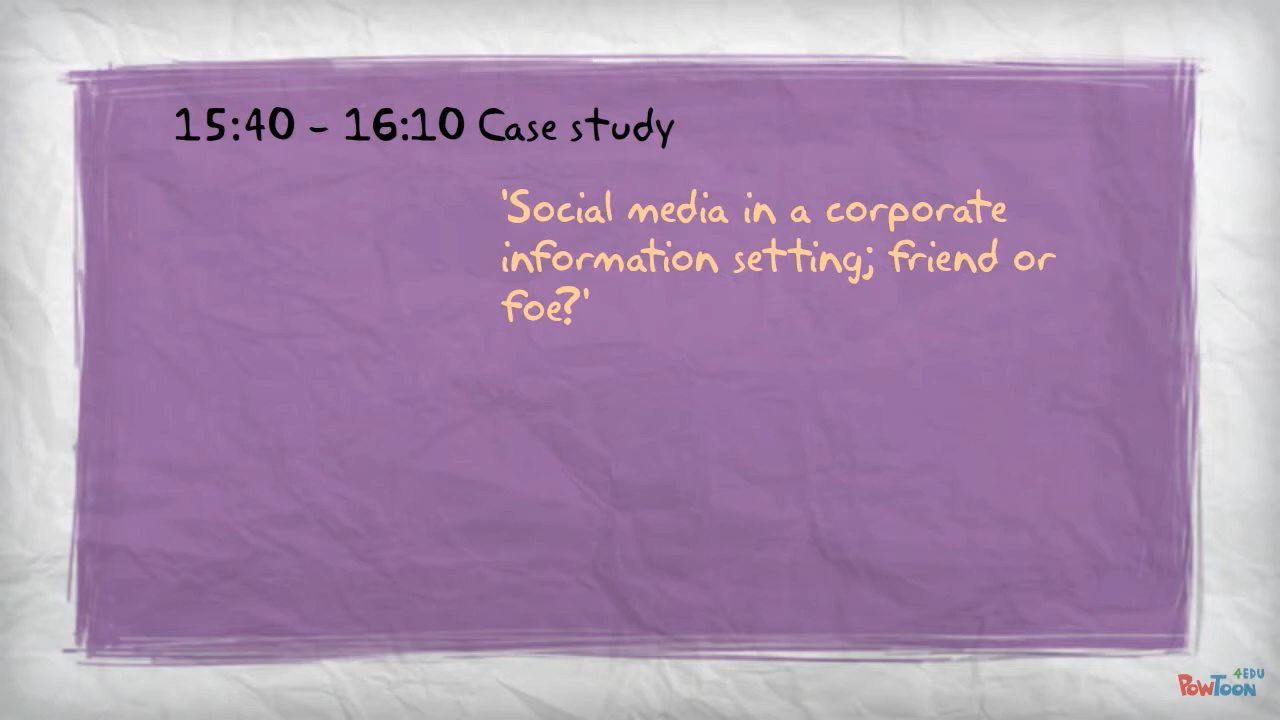 15:40 - 16:10 Case study
'Social media in a corporate
information setting; friend or
foe?'
4EDU
PowToon